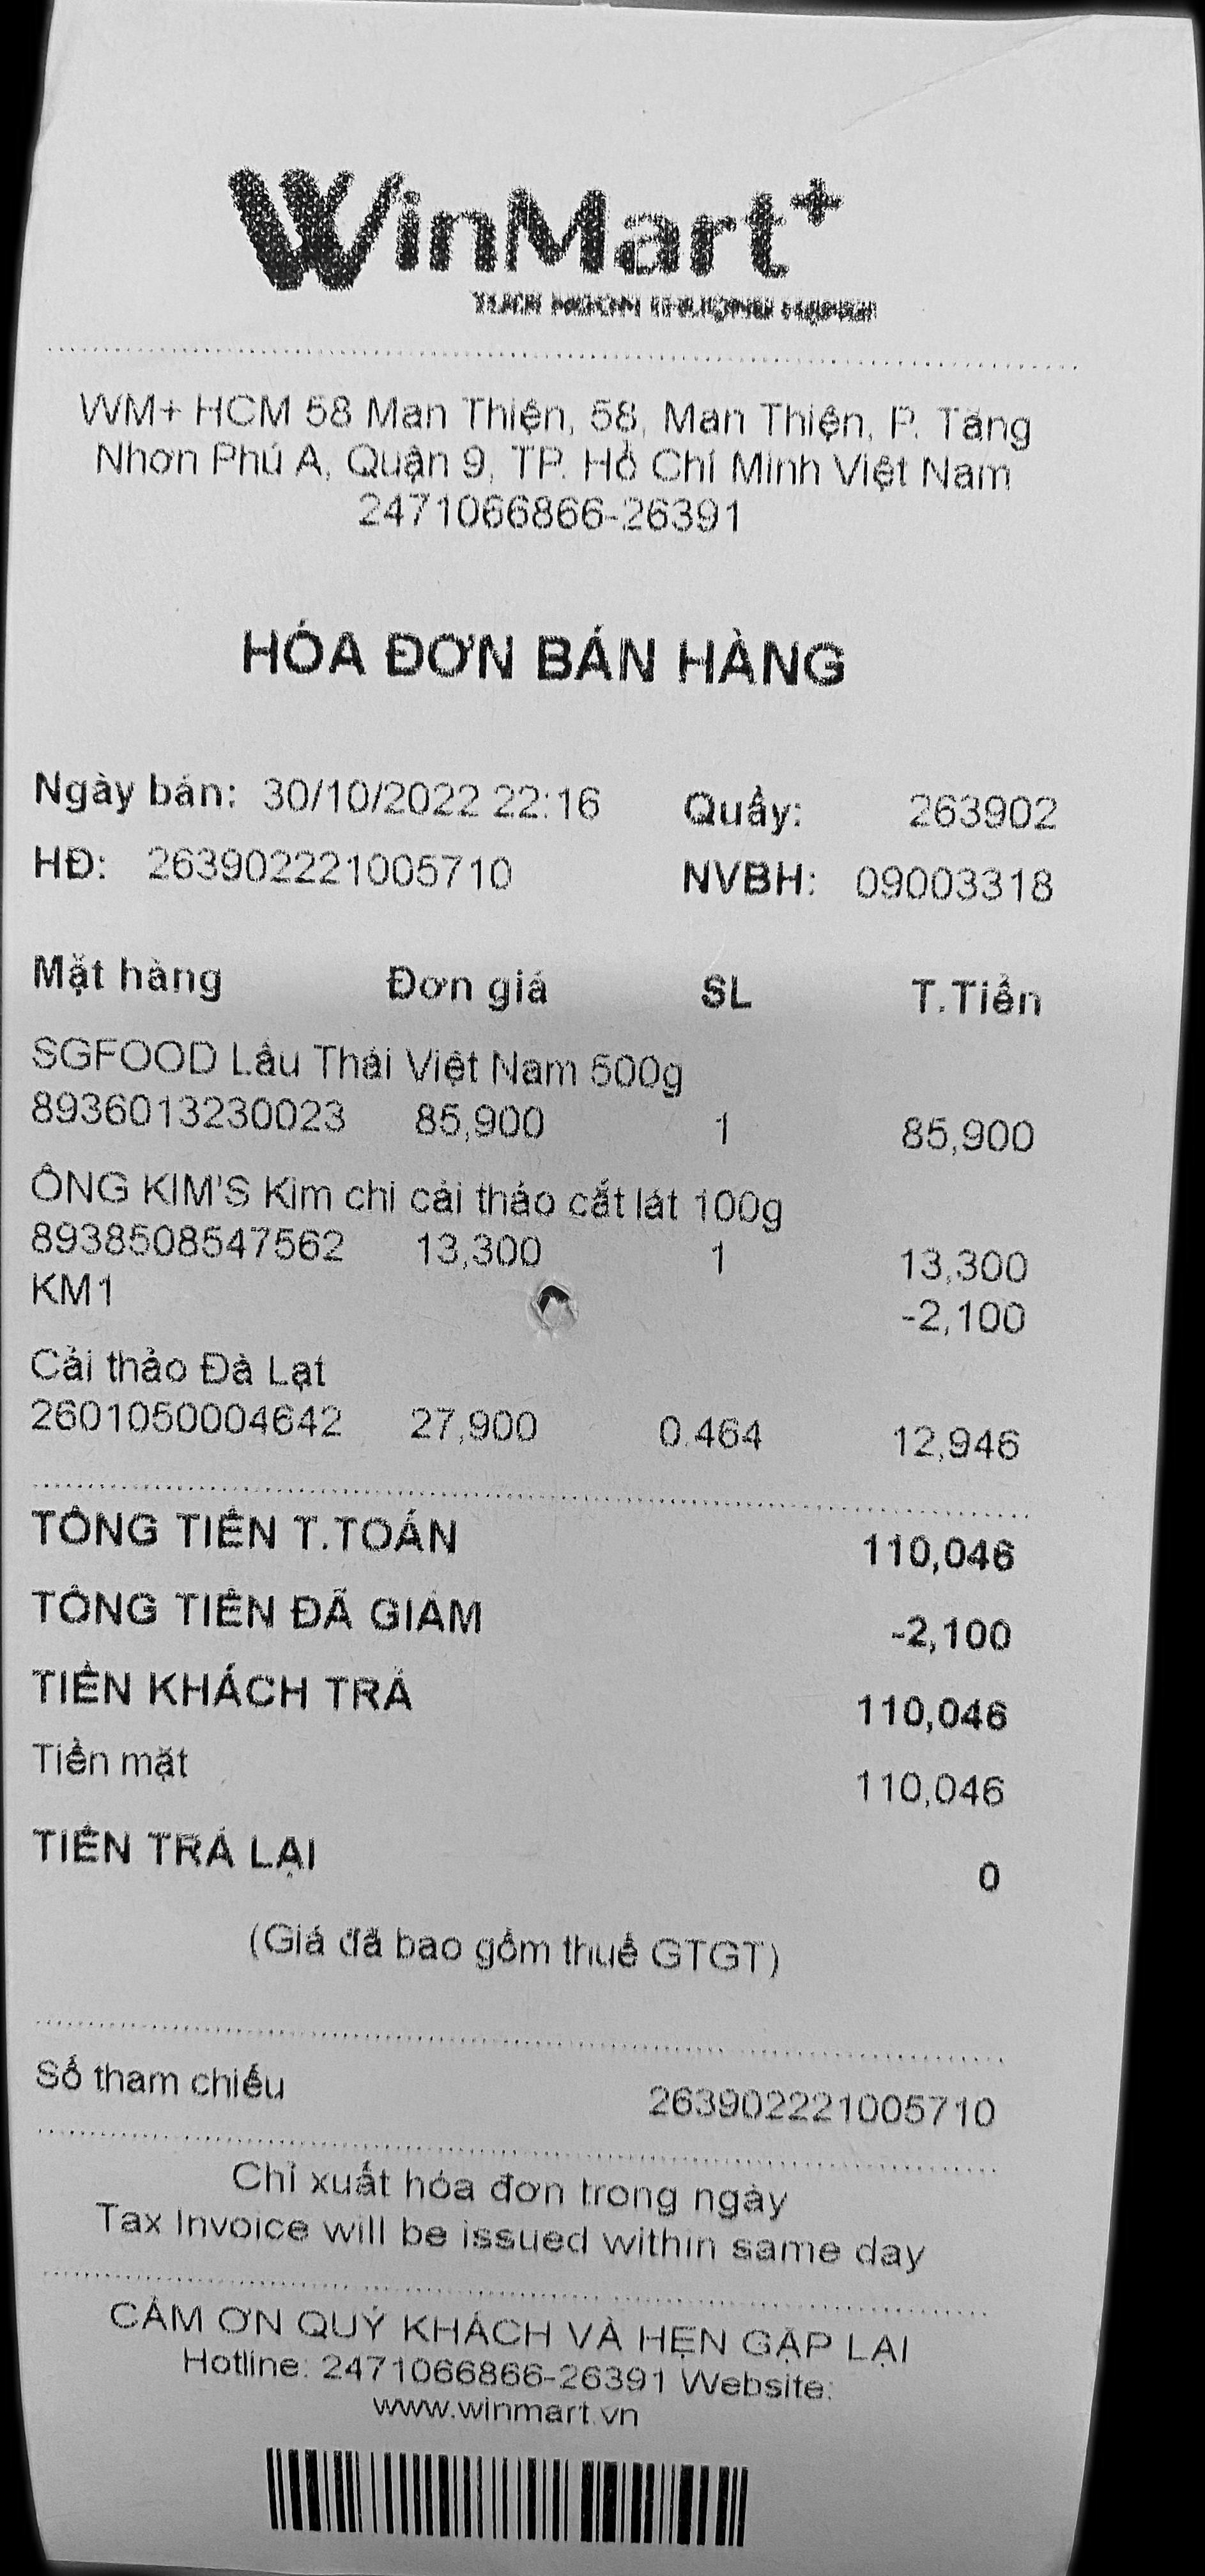 WinMart+
WM+ HCM 58 Man Thiện, 58, Man Thiện, P. Tăng
Nhơn Phú A, Quận 9, TP. Hồ Chí Minh Việt Nam
2471066866-26391
HÓA ĐƠN BÁN HÀNG
Ngày bán: 30/10/2022 22:16 Quầy: 263902
HĐ: 263902221005710 NVBH: 09003318
Mặt hàng Đơn giá SL T.Tiền
SGFOOD Lẩu Thái Việt Nam 500g
8936013230023 85,900 1 85,900
ÔNG KIM'S Kim chi cải thảo cắt lát 100g
8938508547562 13,300 1 13,300
KM1 -2,100
Cải thảo Đà Lạt
2601050004642 27,900 0.464 12,946
TỔNG TIỀN T.TOÁN 110,046
TỔNG TIỀN ĐÃ GIẢM -2,100
TIỀN KHÁCH TRẢ 110,046
Tiền mặt 110,046
TIỀN TRẢ LẠI 0
(Giá đã bao gồm thuế GTGT)
Số tham chiếu 263902221005710
Chỉ xuất hóa đơn trong ngày
Tax Invoice will be issued within same day
CẢM ƠN QUÝ KHÁCH VÀ HẸN GẶP LẠI
Hotline: 2471066866-26391 Website:
www.winmart.vn